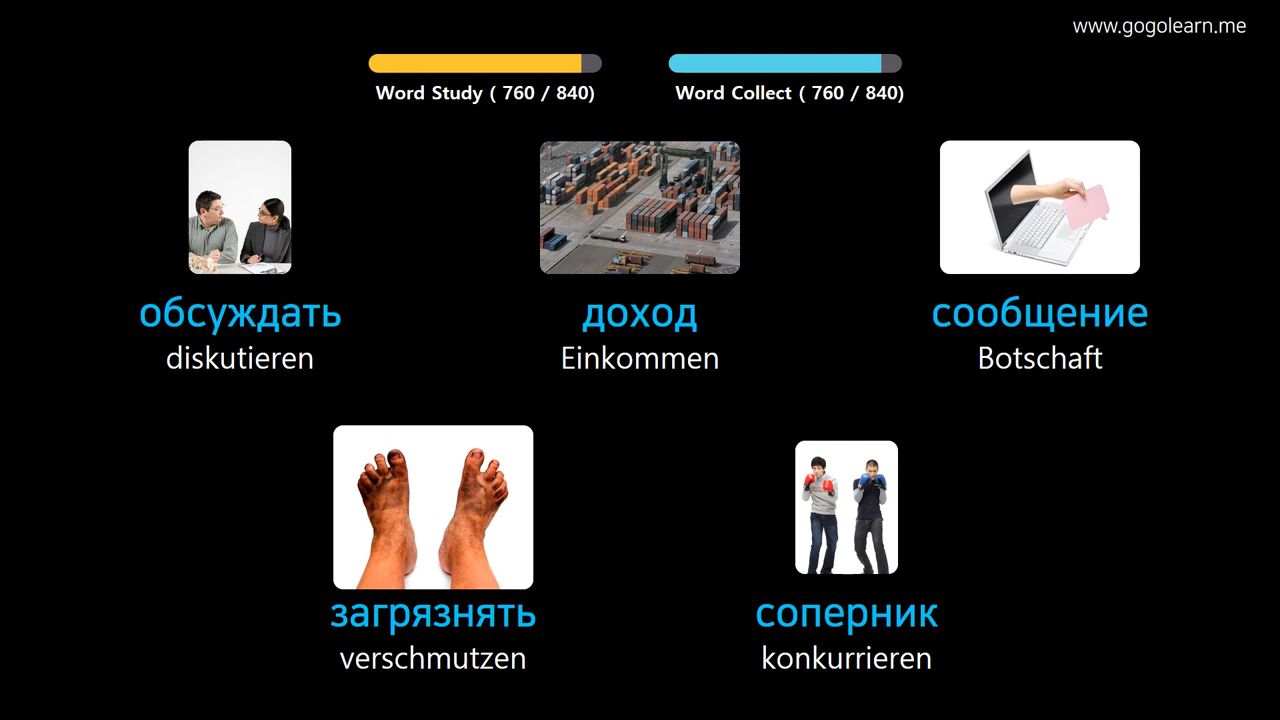 www.gogolearn.me
Word Study ( 760 / 840)
Word Collect ( 760 / 840)
обсуждать
diskutieren
доход
Einkommen
сообщение
Botschaft
загрязнять
verschmutzen
соперник
konkurrieren